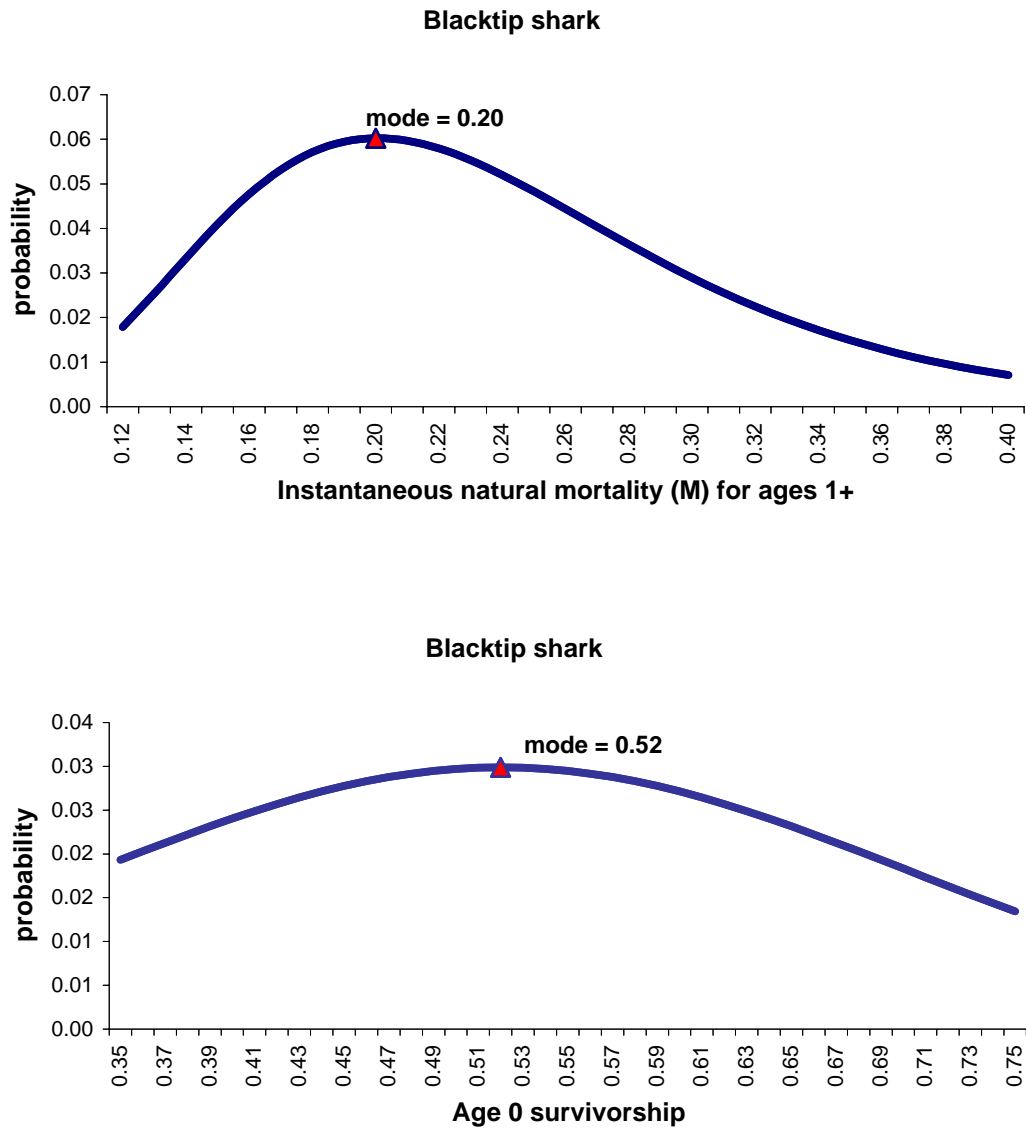 Blacktip shark
0.07
mode = 0.20
0.06
0.05
0.04
0.03
0.02
0.01
0.00
probability
0.12 0.14 0.16 0.18 0.20 0.22 0.24 0.26 0.28 0.30 0.32 0.34 0.36 0.38 0.40
Instantaneous natural mortality (M) for ages 1+
Blacktip shark
0.04
mode = 0.52
0.03
0.03
0.02
0.02
0.01
0.01
0.00
probability
0.35 0.37 0.39 0.41 0.43 0.45 0.47 0.49 0.51 0.53 0.55 0.57 0.59 0.61 0.63 0.65 0.67 0.69 0.71 0.73 0.75
Age 0 survivorship